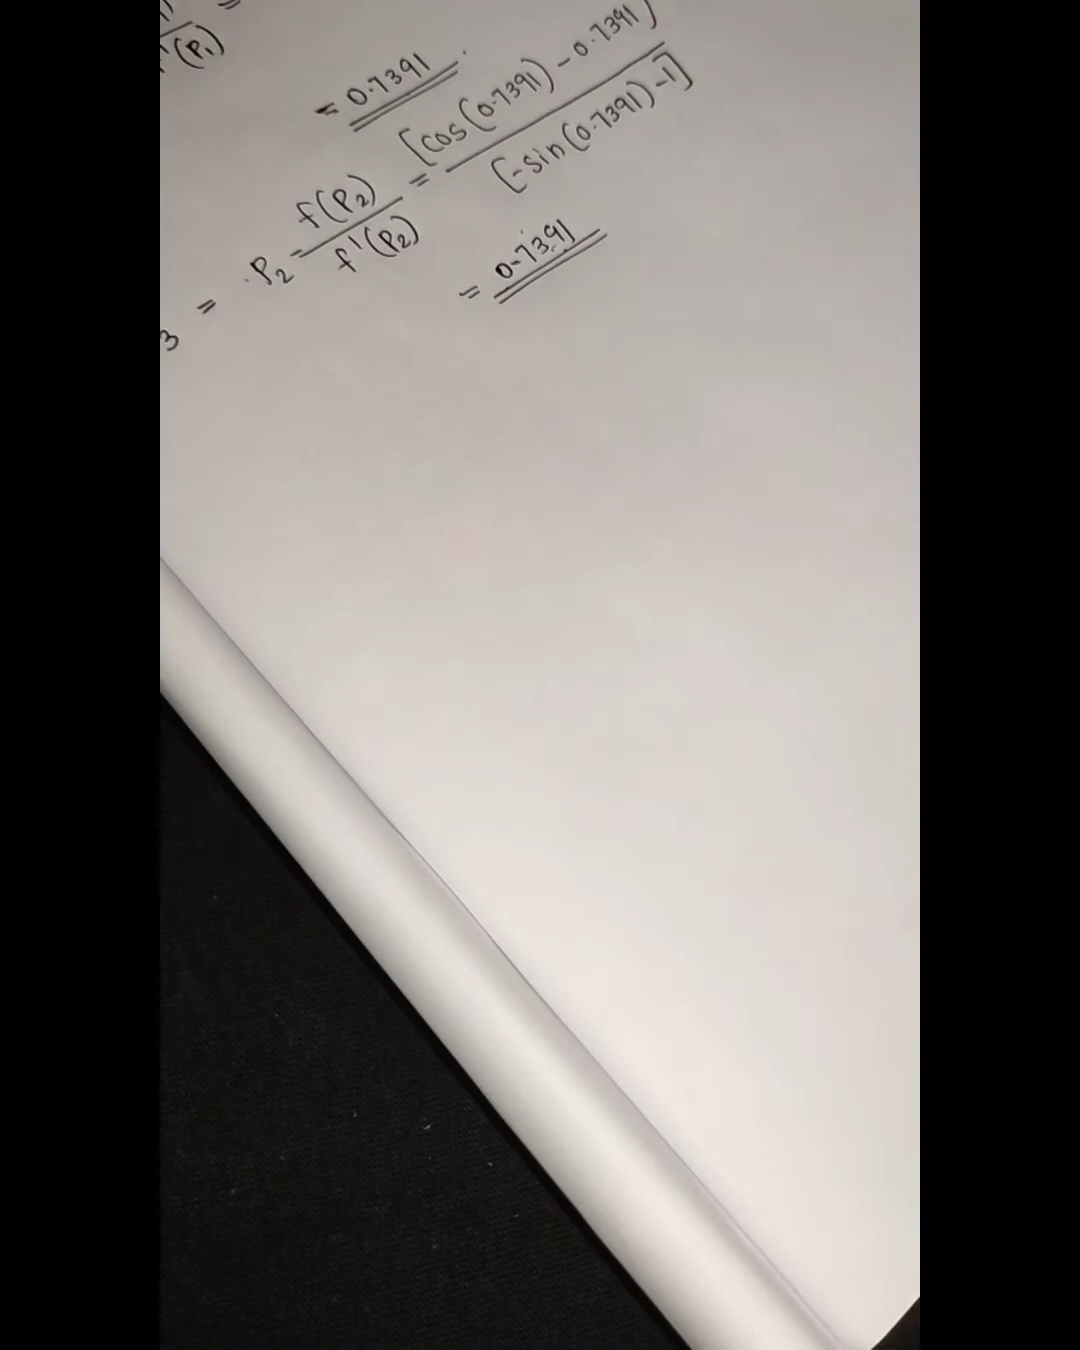 '(P₁) =
= 0.7391
3 = P₂ - f(P₂) / f'(P₂) = [cos(0.7391) - 0.7391] / [-sin(0.7391)-1]
= 0.7391